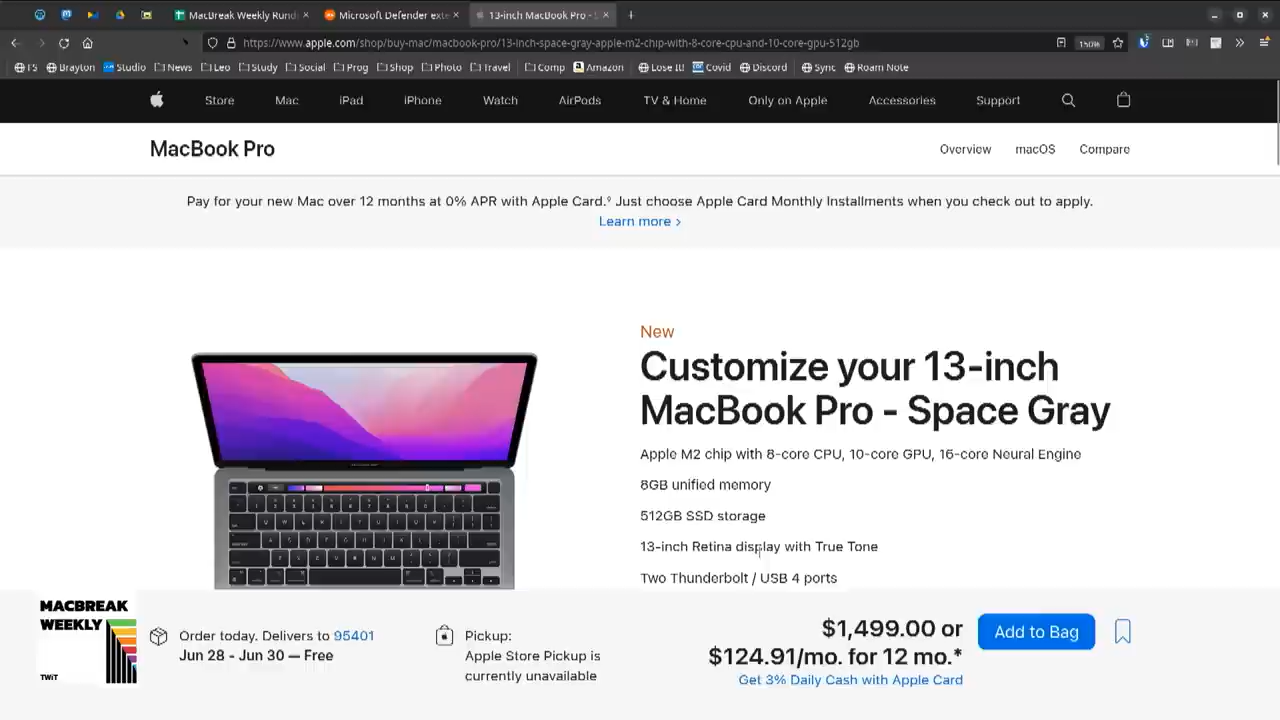 MacBreak Weekly Rund
Microsoft Defender exte
13-inch MacBook Pro - S
https://www.apple.com/shop/buy-mac/macbook-pro/13-inch-space-gray-apple-m2-chip-with-8-core-cpu-and-10-core-gpu-512gb
150%
TS
Brayton
Studio
News
Leo
Study
Social
Prog
Shop
Photo
Travel
Comp
Amazon
Lose It!
Covid
Discord
Sync
Roam Note
Store
Mac
iPad
iPhone
Watch
AirPods
TV & Home
Only on Apple
Accessories
Support
MacBook Pro
Overview
macOS
Compare
Pay for your new Mac over 12 months at 0% APR with Apple Card.◊ Just choose Apple Card Monthly Installments when you check out to apply.
Learn more >
New
Customize your 13-inch
MacBook Pro - Space Gray
Apple M2 chip with 8-core CPU, 10-core GPU, 16-core Neural Engine
8GB unified memory
512GB SSD storage
13-inch Retina display with True Tone
Two Thunderbolt / USB 4 ports
MACBREAK
WEEKLY
TWiT
Order today. Delivers to 95401
Jun 28 - Jun 30 — Free
Pickup:
Apple Store Pickup is
currently unavailable
$1,499.00 or
$124.91/mo. for 12 mo.*
Get 3% Daily Cash with Apple Card
Add to Bag